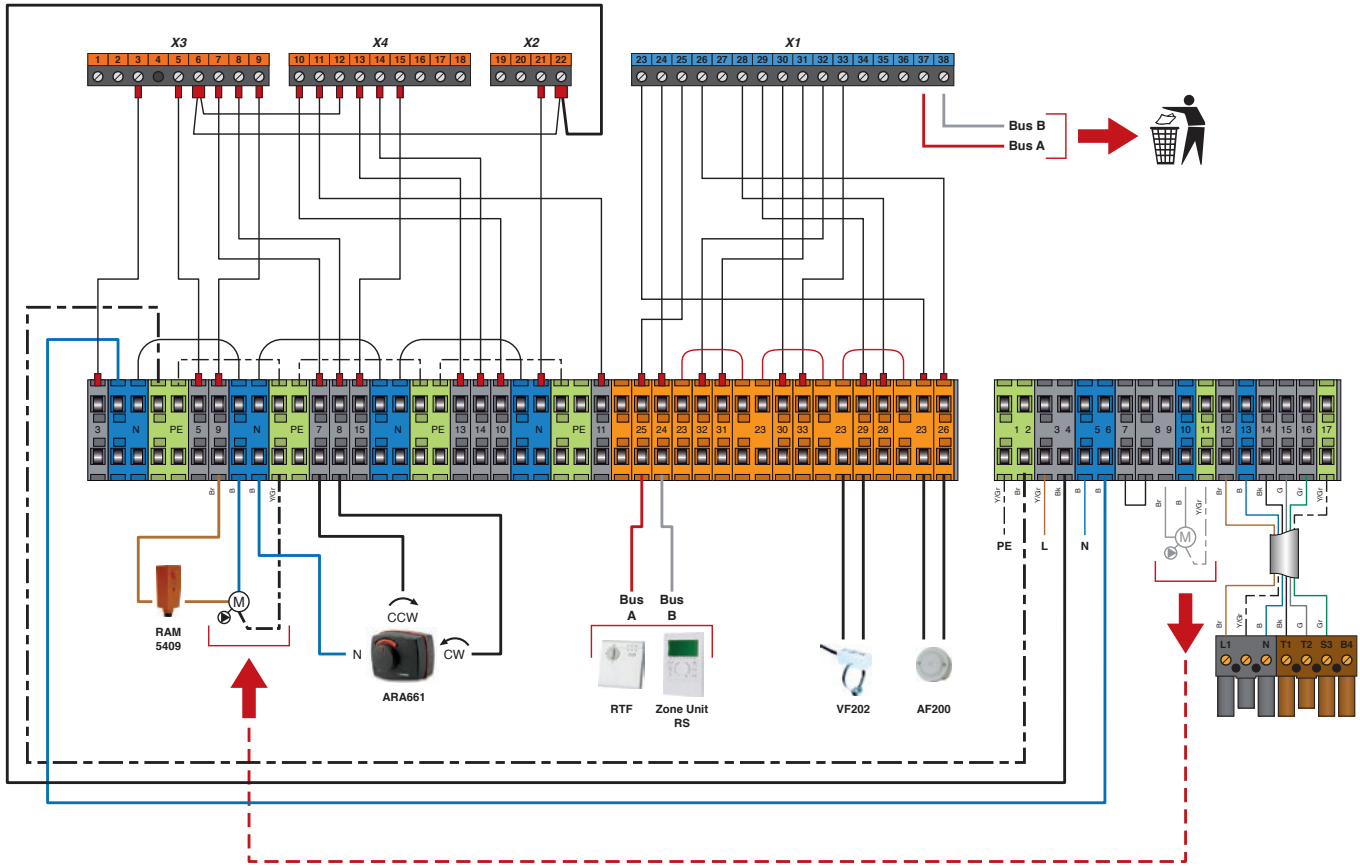 X3 X4 X2 X1
1 2 3 4 5 6 7 8 9 10 11 12 13 14 15 16 17 18 19 20 21 22 23 24 25 26 27 28 29 30 31 32 33 34 35 36 37 38
Bus B
Bus A
3 N PE 5 9 N PE 7 8 15 N PE 13 14 10 N PE 11 25 24 23 32 31 23 30 33 23 29 28 23 26 1 2 3 4 5 6 7 8 9 10 11 12 13 14 15 16 17
Br B B Y/Gr Y/Gr Br Y/Gr Bk B B Br B Y/Gr Br B Bk G Gr Y/Gr
PE L N M
Bus A
Bus B
M
RAM 5409
CCW
N CW
ARA661
RTF
Zone Unit RS
VF202
AF200
Br Y/Gr B Bk G Gr
L1 N T1 T2 S3 B4